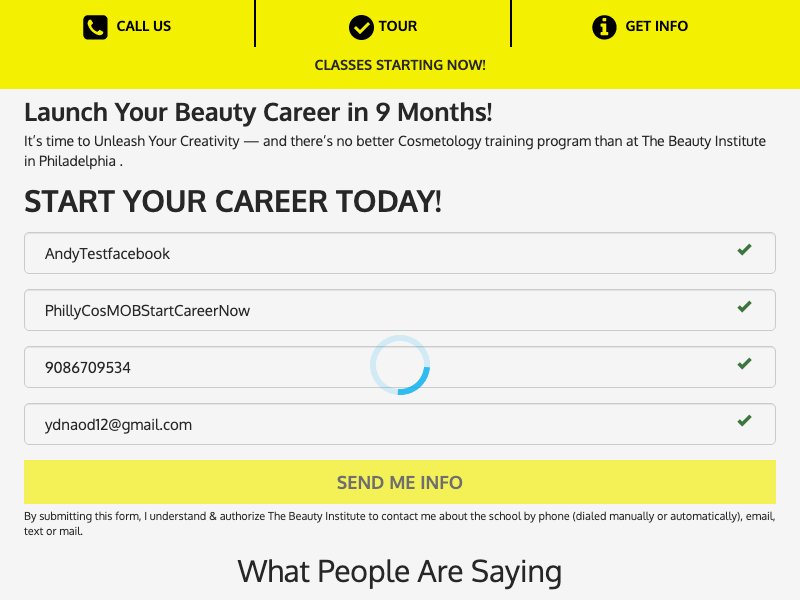 CALL US
TOUR
GET INFO
CLASSES STARTING NOW!
Launch Your Beauty Career in 9 Months!
It's time to Unleash Your Creativity — and there's no better Cosmetology training program than at The Beauty Institute
in Philadelphia .
START YOUR CAREER TODAY!
AndyTestfacebook
PhillyCosMOBStartCareerNow
9086709534
ydnaod12@gmail.com
SEND ME INFO
By submitting this form, I understand & authorize The Beauty Institute to contact me about the school by phone (dialed manually or automatically), email,
text or mail.
What People Are Saying